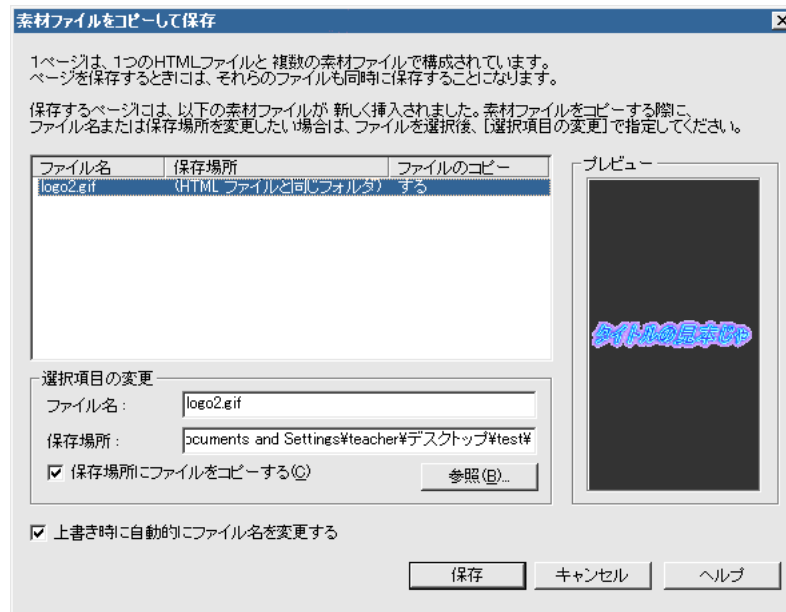 素材ファイルをコピーして保存
1ページは、1つのHTMLファイルと 複数の素材ファイルで構成されています。
ページを保存するときには、それらのファイルも同時に保存することになります。
保存するページには、以下の素材ファイルが 新しく挿入されました。素材ファイルをコピーする際に、
ファイル名または保存場所を変更したい場合は、ファイルを選択後、[選択項目の変更]で指定してください。
ファイル名 保存場所 ファイルのコピー
logo2.gif (HTML ファイルと同じフォルダ) する
プレビュー
タイトルの見本じゃ
選択項目の変更
ファイル名: logo2.gif
保存場所: ocuments and Settings¥teacher¥デスクトップ¥test¥
保存場所にファイルをコピーする(C)
参照(B)...
上書き時に自動的にファイル名を変更する
保存 キャンセル ヘルプ